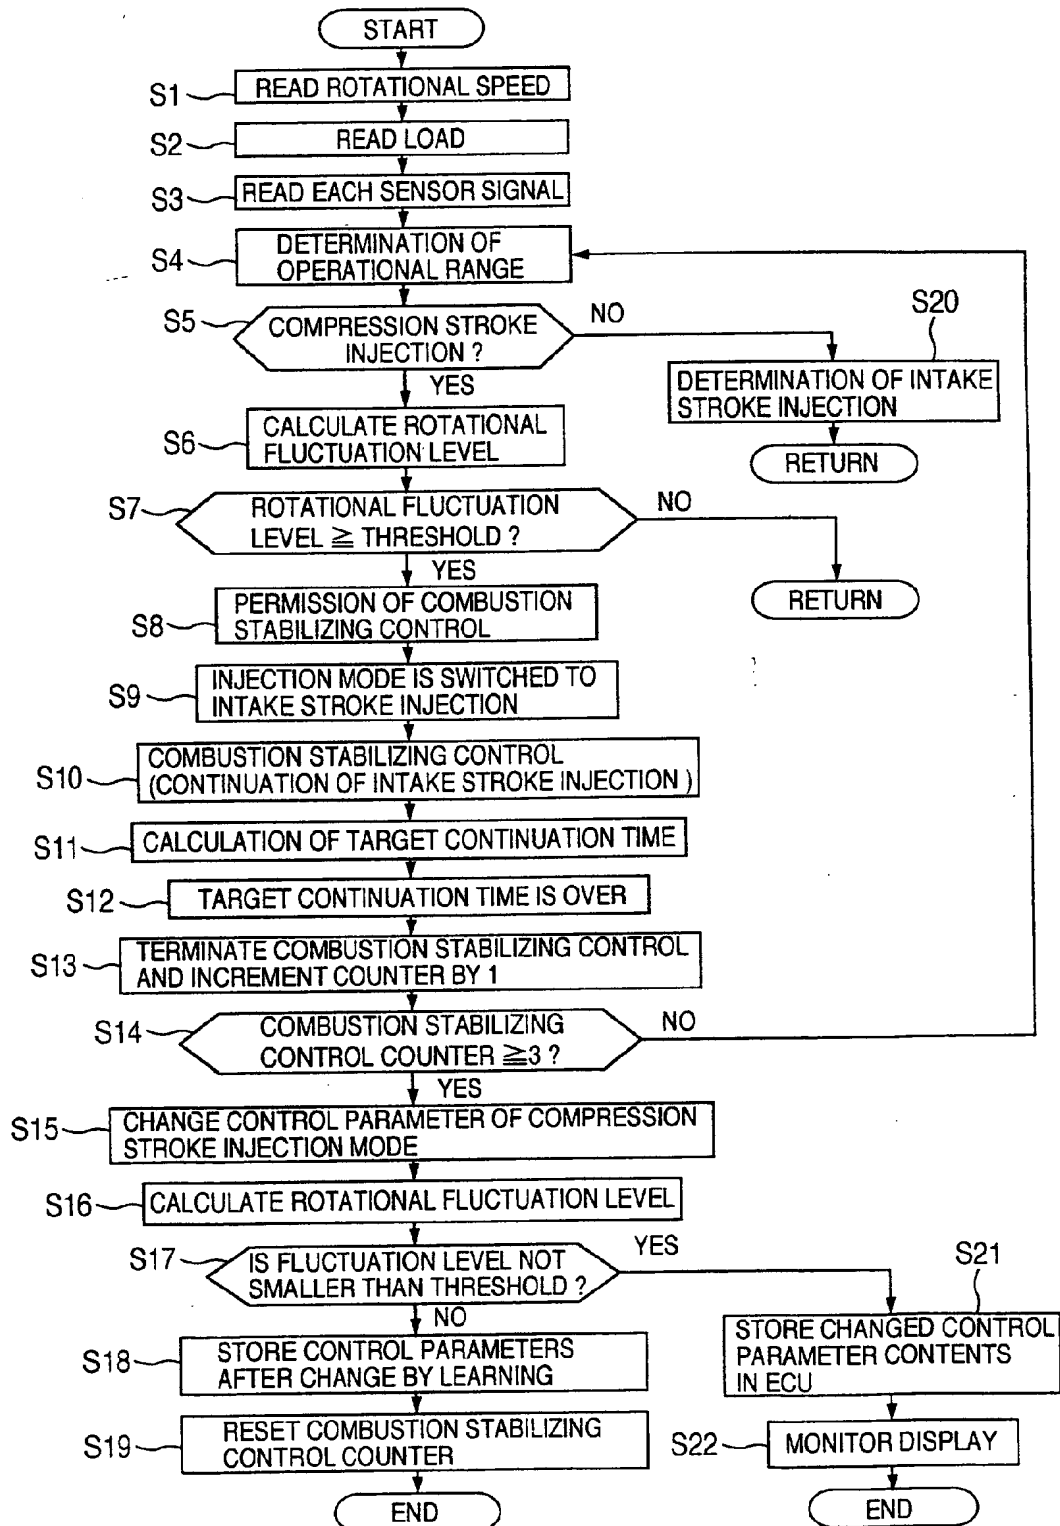 START
S1
READ ROTATIONAL SPEED
S2
READ LOAD
S3
READ EACH SENSOR SIGNAL
S4
DETERMINATION OF
OPERATIONAL RANGE
S5
COMPRESSION STROKE
INJECTION ?
NO
YES
S20
DETERMINATION OF INTAKE
STROKE INJECTION
RETURN
S6
CALCULATE ROTATIONAL
FLUCTUATION LEVEL
S7
ROTATIONAL FLUCTUATION
LEVEL ≧ THRESHOLD ?
NO
YES
RETURN
S8
PERMISSION OF COMBUSTION
STABILIZING CONTROL
S9
INJECTION MODE IS SWITCHED TO
INTAKE STROKE INJECTION
S10
COMBUSTION STABILIZING CONTROL
(CONTINUATION OF INTAKE STROKE INJECTION )
S11
CALCULATION OF TARGET CONTINUATION TIME
S12
TARGET CONTINUATION TIME IS OVER
S13
TERMINATE COMBUSTION STABILIZING CONTROL
AND INCREMENT COUNTER BY 1
S14
COMBUSTION STABILIZING
CONTROL COUNTER ≧3 ?
NO
YES
S15
CHANGE CONTROL PARAMETER OF COMPRESSION
STROKE INJECTION MODE
S16
CALCULATE ROTATIONAL FLUCTUATION LEVEL
S17
IS FLUCTUATION LEVEL NOT
SMALLER THAN THRESHOLD ?
YES
NO
S21
STORE CHANGED CONTROL
PARAMETER CONTENTS
IN ECU
S18
STORE CONTROL PARAMETERS
AFTER CHANGE BY LEARNING
S19
RESET COMBUSTION STABILIZING
CONTROL COUNTER
S22
MONITOR DISPLAY
END
END